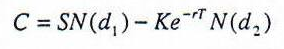 C = SN(d₁) − Ke^{−rT}N(d₂)